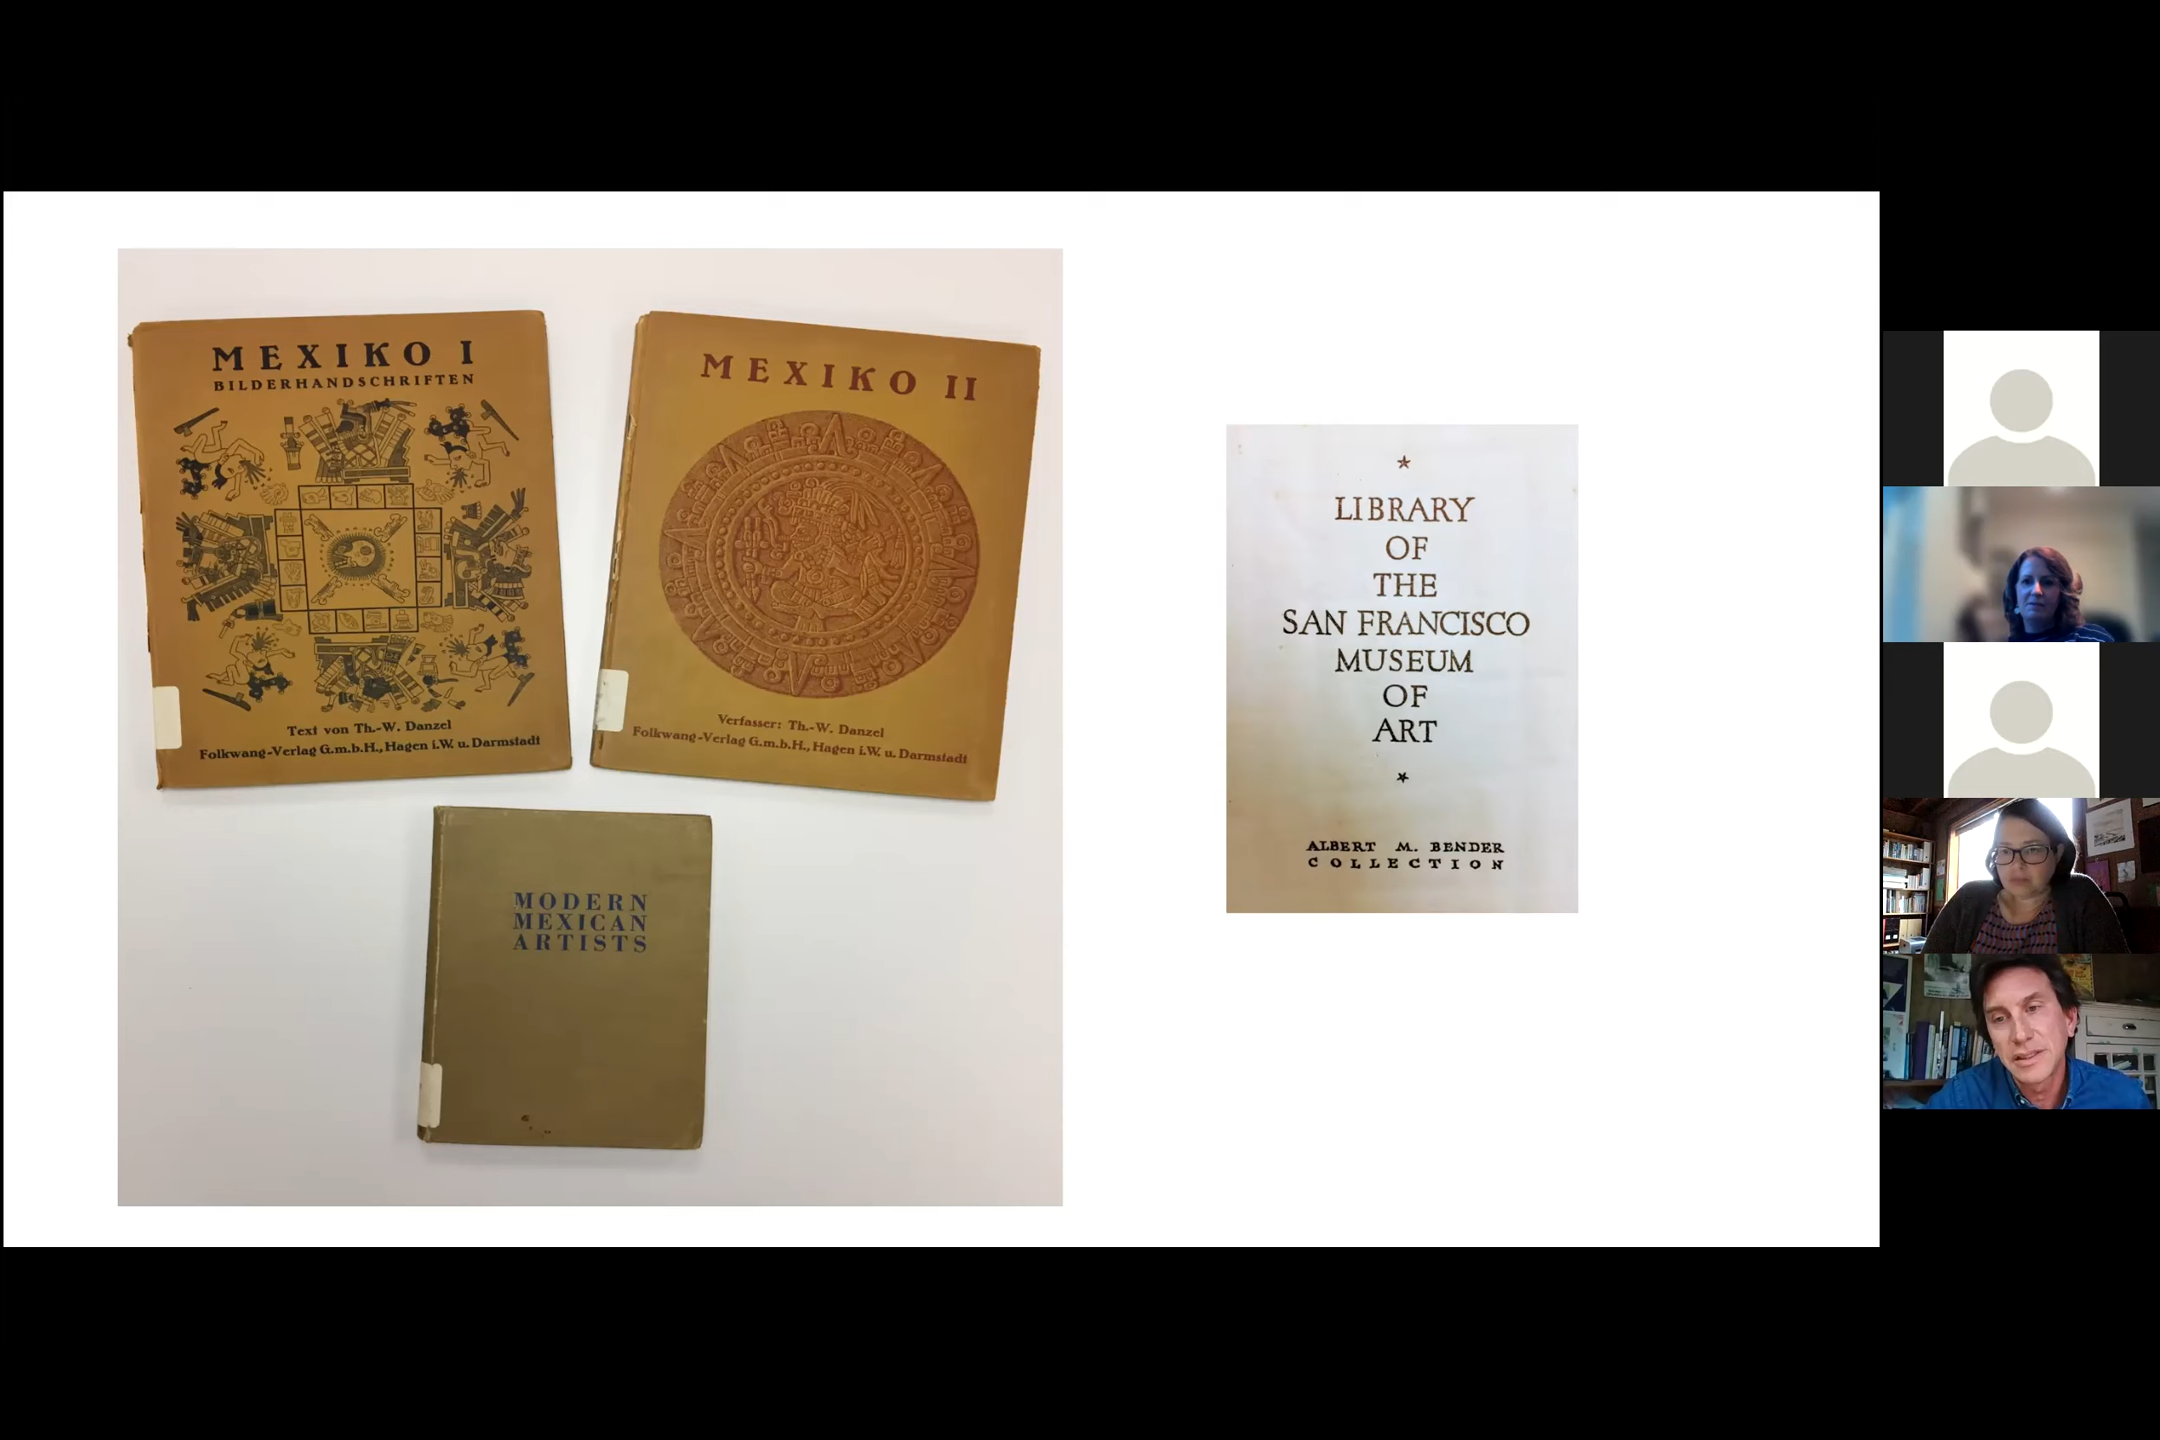 MEXIKO I
BILDERHANDSCHRIFTEN
Text von Th.-W. Danzel
Folkwang-Verlag G.m.b.H., Hagen i.W. u. Darmstadt
MEXIKO II
Verfasser: Th.-W. Danzel
Folkwang-Verlag G.m.b.H., Hagen i.W. u. Darmstadt
MODERN
MEXICAN
ARTISTS
LIBRARY
OF
THE
SAN FRANCISCO
MUSEUM
OF
ART
ALBERT M. BENDER
COLLECTION